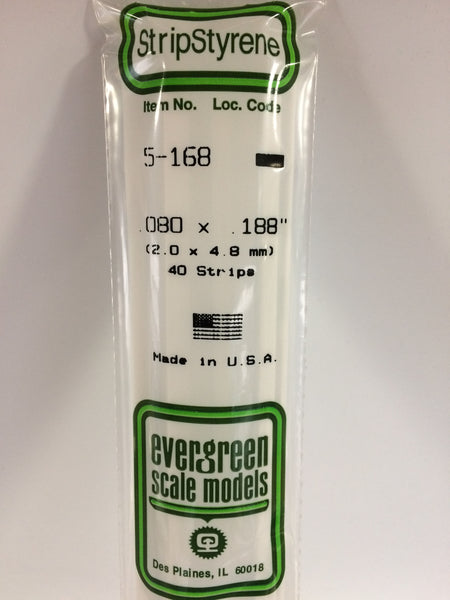 StripStyrene
Item No. Loc. Code
5-168
.080 x .188"
(2.0 x 4.8 mm)
40 Strips
Made in U.S.A.
evergreen
scale models
Des Plaines, IL 60018